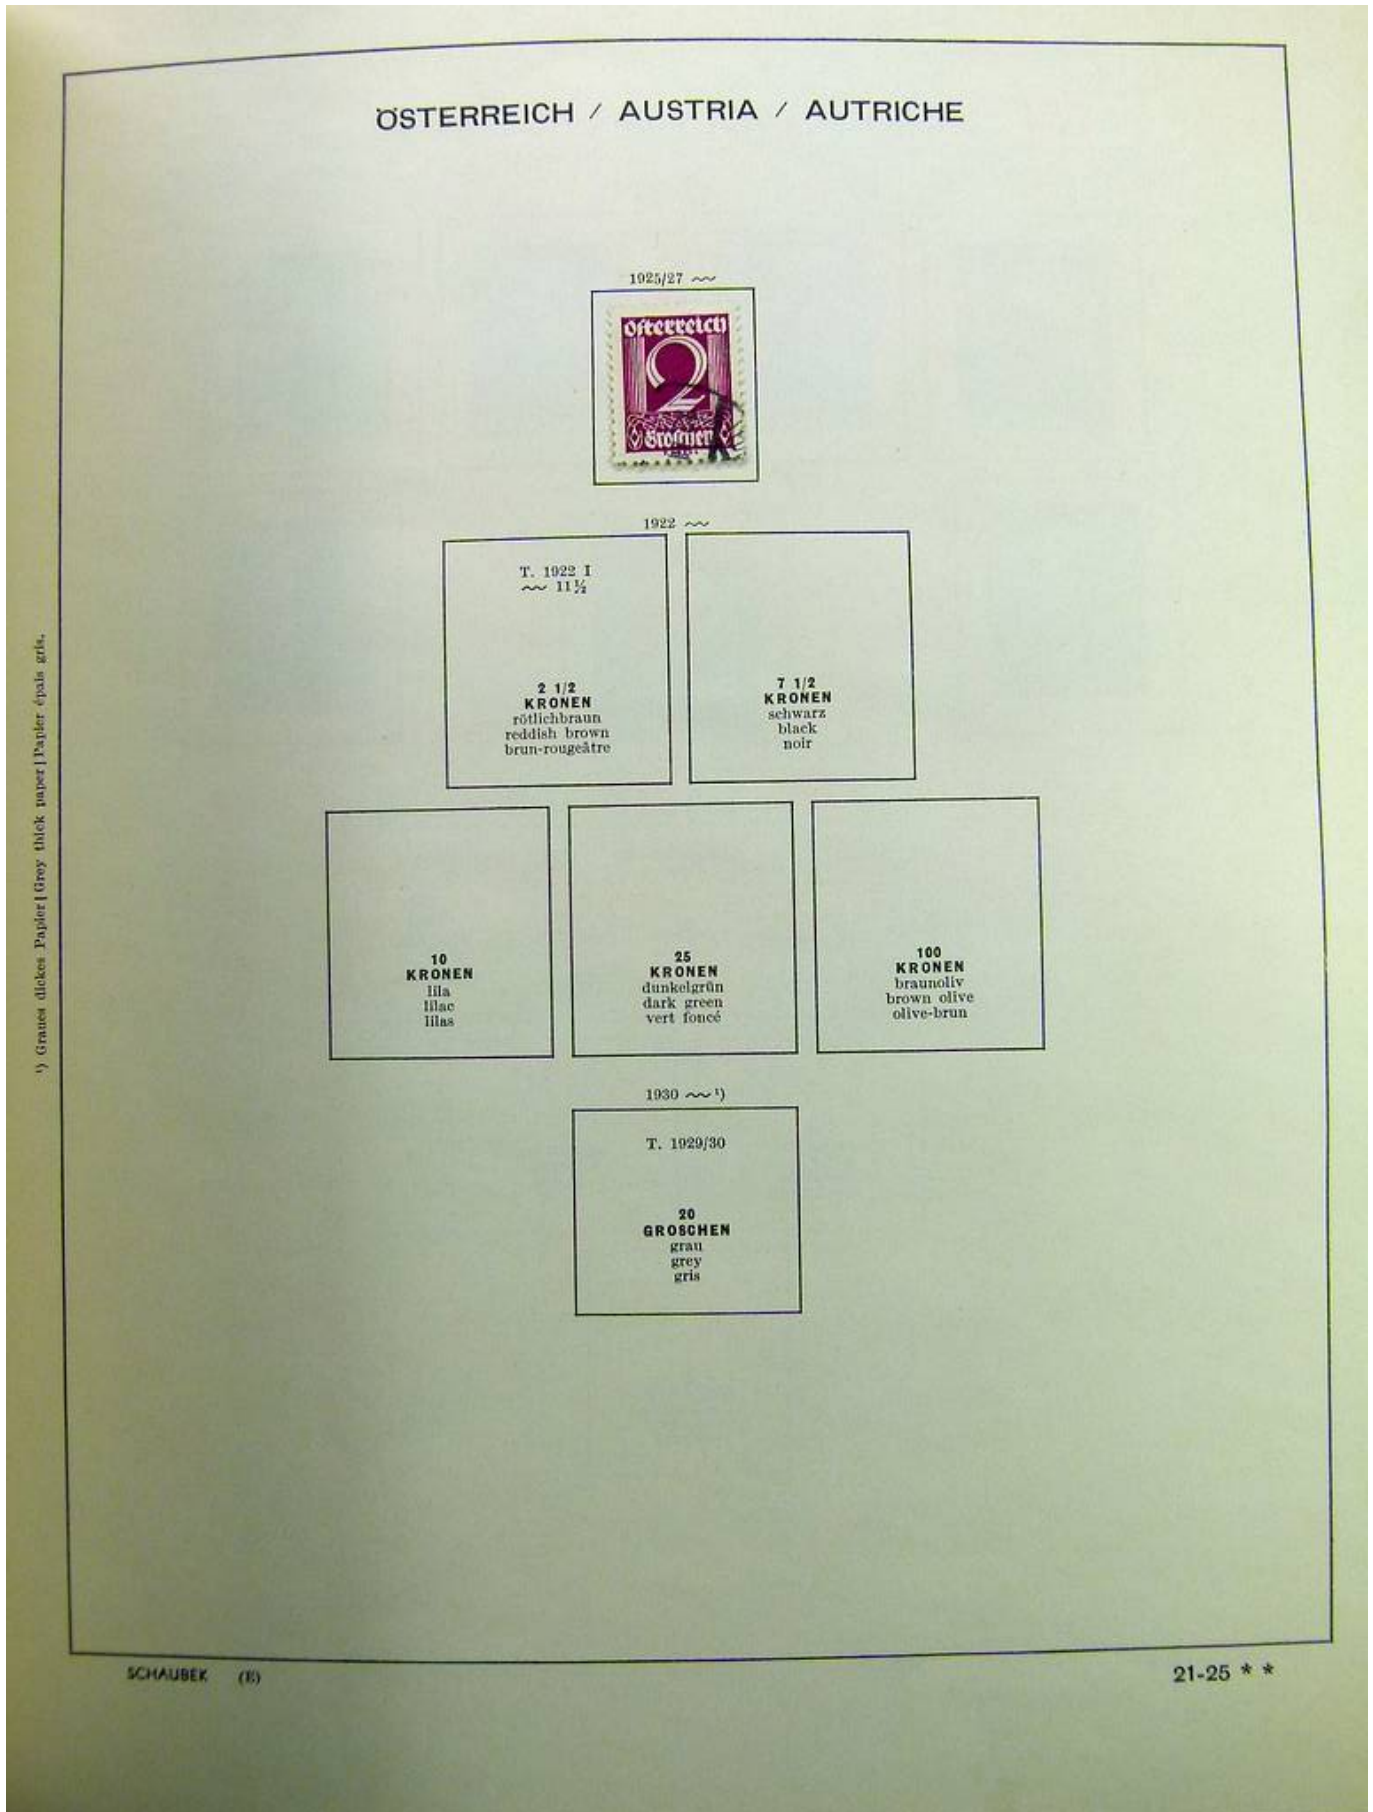 ÖSTERREICH / AUSTRIA / AUTRICHE
1925/27
Österreich
2
Groschen
1922
T. 1922 I
11½
2 1/2
KRONEN
rötlichbraun
reddish brown
brun-rougeâtre
7 1/2
KRONEN
schwarz
black
noir
10
KRONEN
lila
lilac
lilas
25
KRONEN
dunkelgrün
dark green
vert foncé
100
KRONEN
braunoliv
brown olive
olive-brun
1930 ¹)
T. 1929/30
20
GROSCHEN
grau
grey
gris
¹) Graues dickes Papier | Grey thick paper | Papier épais gris.
SCHAUBEK (E)
21-25 * *